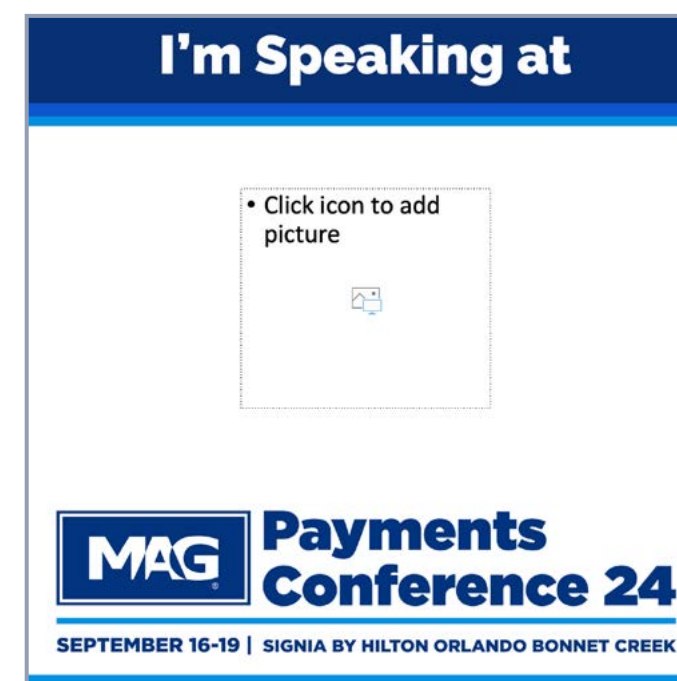 I'm Speaking at
• Click icon to add
picture
MAG®
Payments
Conference 24
SEPTEMBER 16-19 | SIGNIA BY HILTON ORLANDO BONNET CREEK